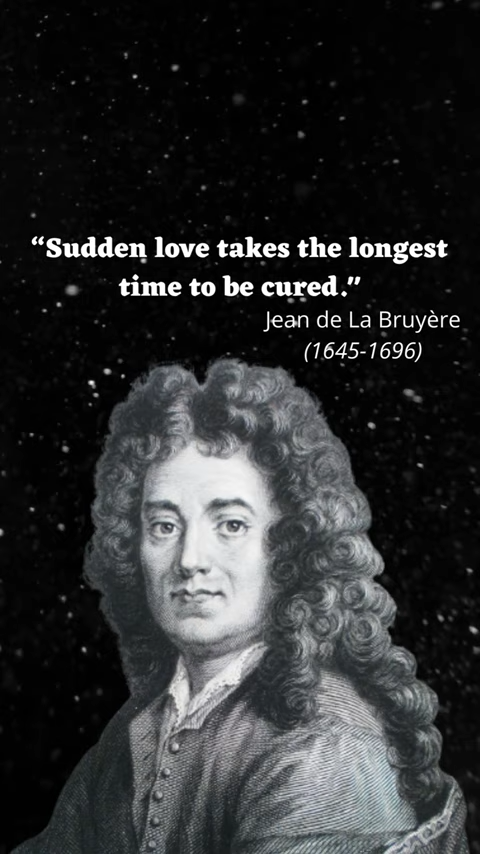 “Sudden love takes the longest
time to be cured.”
Jean de La Bruyère
(1645-1696)